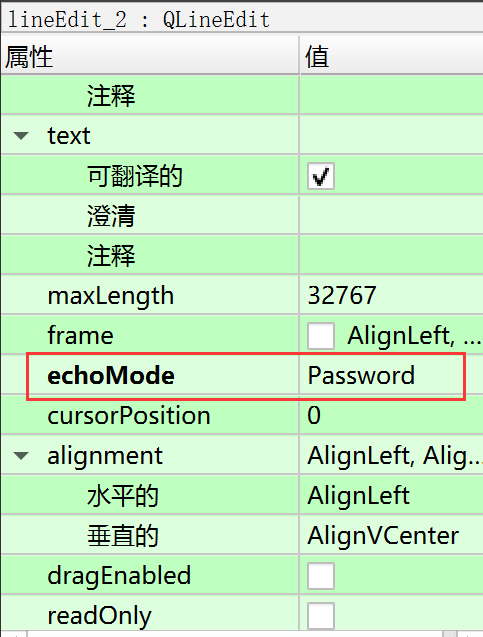 lineEdit_2 : QLineEdit
属性 值
注释
text
可翻译的
澄清
注释
maxLength 32767
frame AlignLeft, ...
echoMode Password
cursorPosition 0
alignment AlignLeft, Alig...
水平的 AlignLeft
垂直的 AlignVCenter
dragEnabled
readOnly